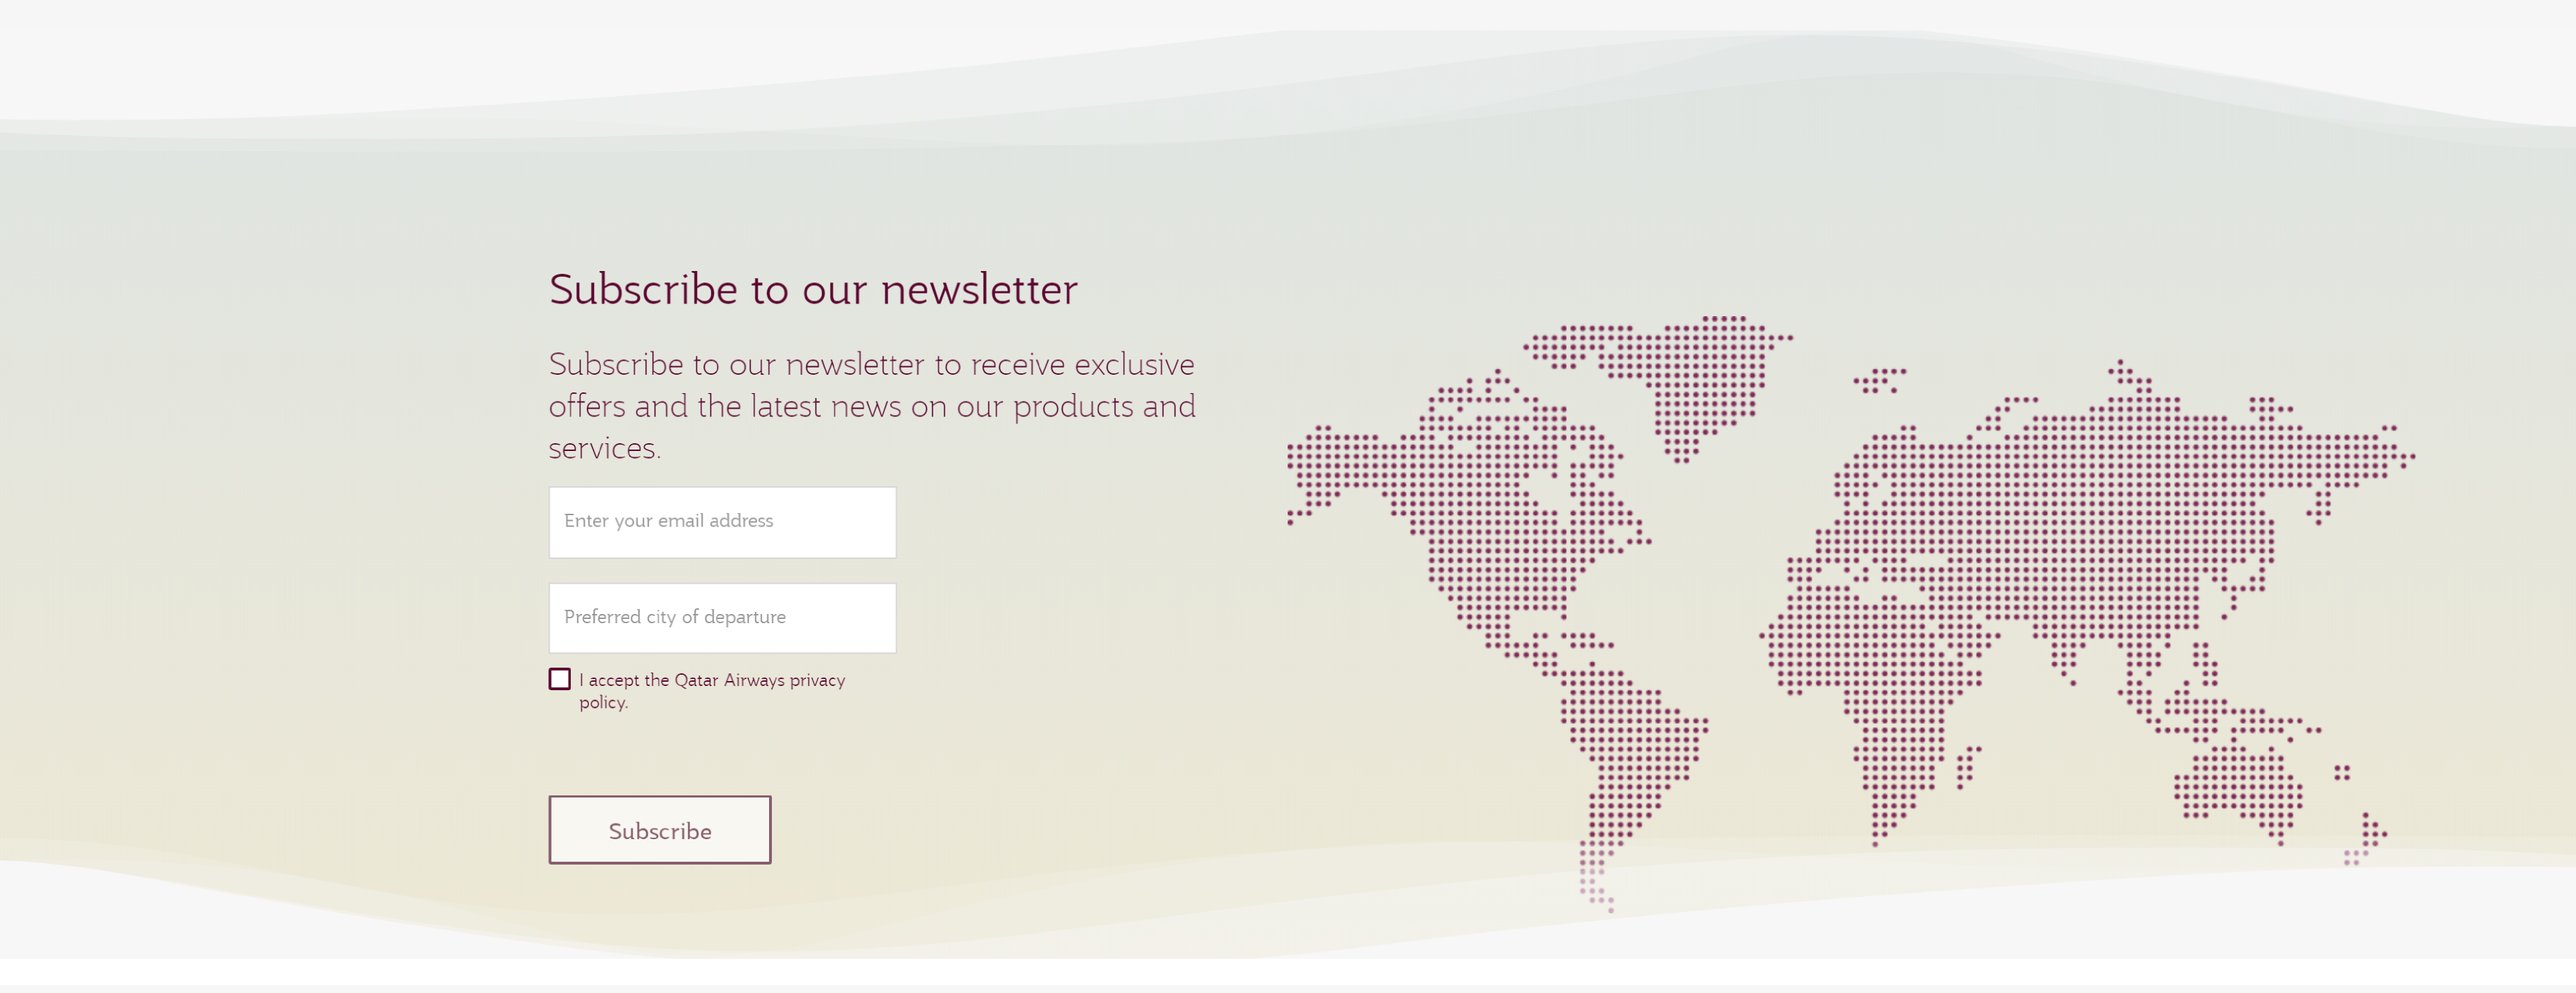 Subscribe to our newsletter
Subscribe to our newsletter to receive exclusive
offers and the latest news on our products and
services.
Enter your email address
Preferred city of departure
I accept the Qatar Airways privacy
policy.
Subscribe